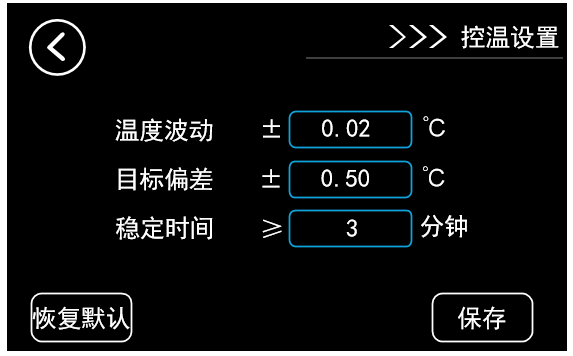 >>> 控温设置
温度波动 ± 0.02 ℃
目标偏差 ± 0.50 ℃
稳定时间 ≥ 3 分钟
恢复默认 保存